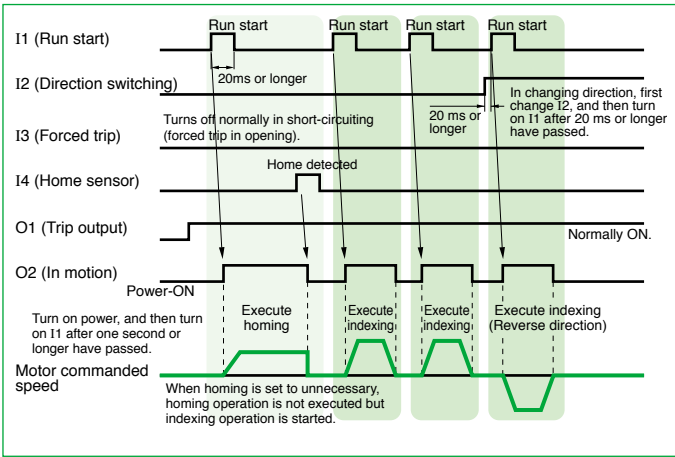 Run start Run start Run start Run start
I1 (Run start)
20ms or longer
I2 (Direction switching)
20 ms or
longer
In changing direction, first
change I2, and then turn
on I1 after 20 ms or longer
have passed.
Turns off normally in short-circuiting
(forced trip in opening).
I3 (Forced trip)
Home detected
I4 (Home sensor)
O1 (Trip output)
Normally ON.
O2 (In motion)
Power-ON
Turn on power, and then turn
on I1 after one second or
longer have passed.
Execute
homing
Execute
indexing
Execute
indexing
Execute indexing
(Reverse direction)
Motor commanded
speed
When homing is set to unnecessary,
homing operation is not executed but
indexing operation is started.